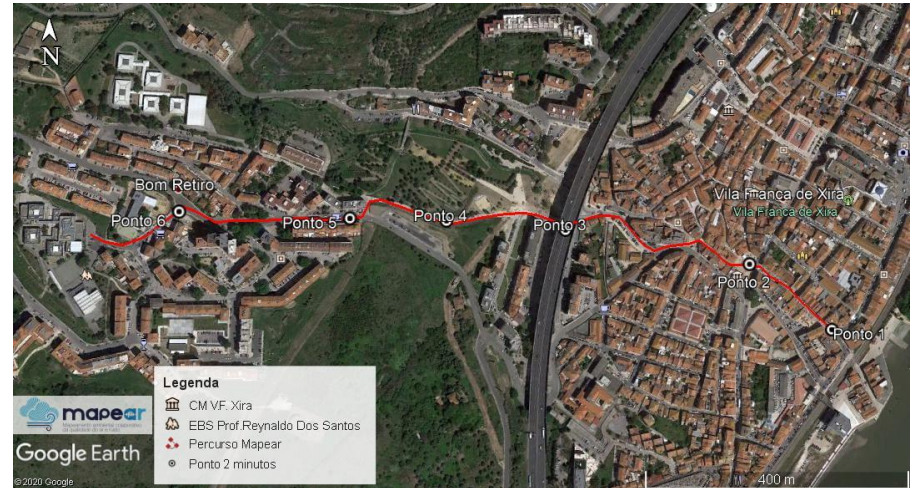 N
Bom Retiro
Ponto 6
Ponto 5
Ponto 4
Ponto 3
Vila Franca de Xira
Vila Franca de Xira
Ponto 2
Ponto 1
Legenda
CM V.F. Xira
EBS Prof.Reynaldo Dos Santos
Percurso Mapear
Ponto 2 minutos
mapear
Google Earth
© 2020 Google
400 m